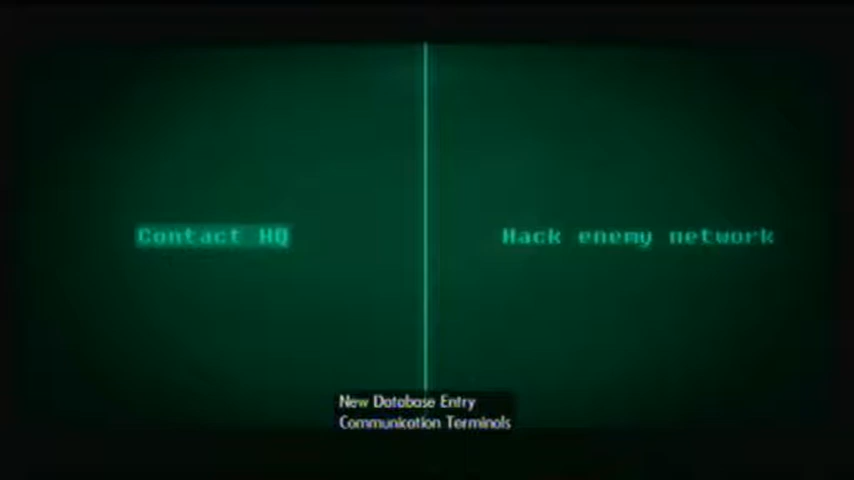 Contact HQ
Hack enemy network
New Database Entry
Communication Terminals